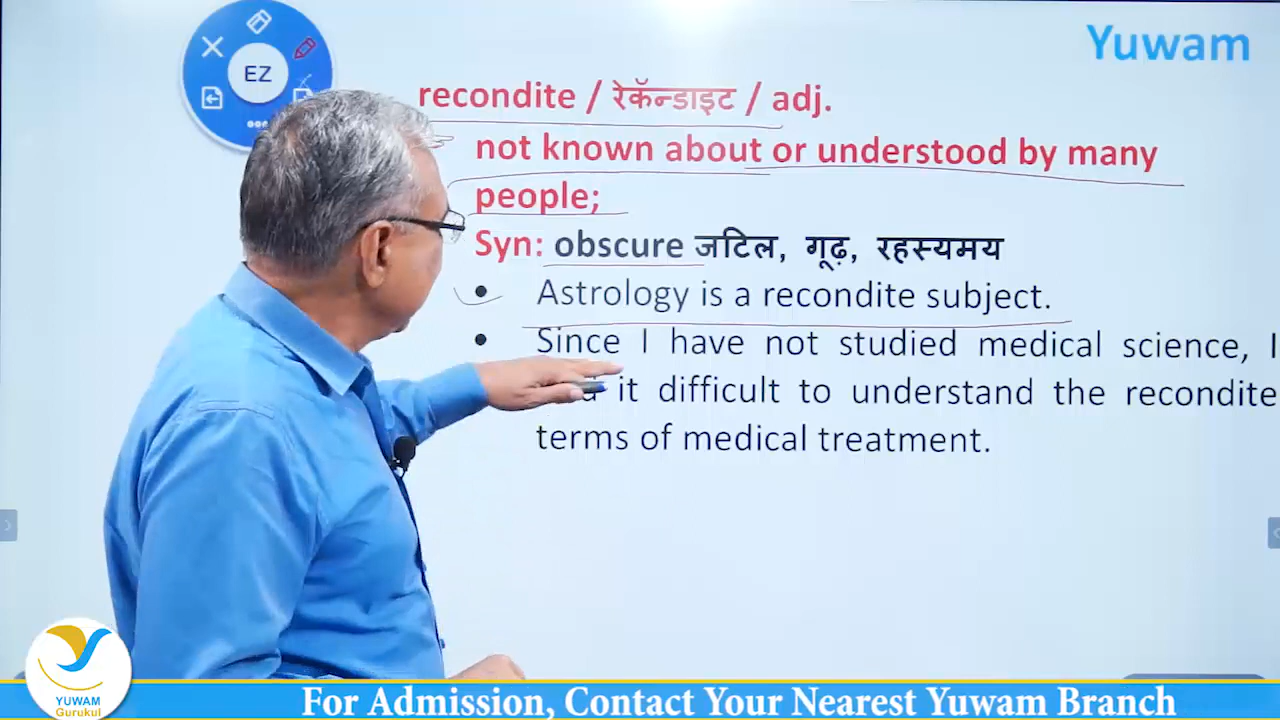 Yuwam
EZ
recondite / रेकॅन्डाइट / adj.
not known about or understood by many
people;
Syn: obscure जटिल, गूढ़, रहस्यमय
• Astrology is a recondite subject.
• Since I have not studied medical science, I
it difficult to understand the recondite
terms of medical treatment.
YUWAM
Gurukul
For Admission, Contact Your Nearest Yuwam Branch